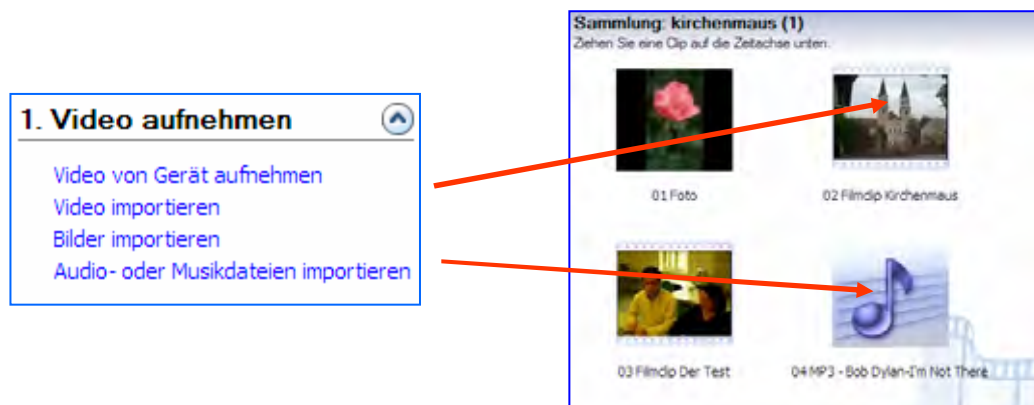 Sammlung: kirchenmaus (1)
Ziehen Sie eine Clip auf die Zeitachse unten.
1. Video aufnehmen
Video von Gerät aufnehmen
Video importieren
Bilder importieren
Audio- oder Musikdateien importieren
01 Foto
02 Filmclip Kirchenmaus
03 Filmclip Der Test
04 MP3 - Bob Dylan-I'm Not There